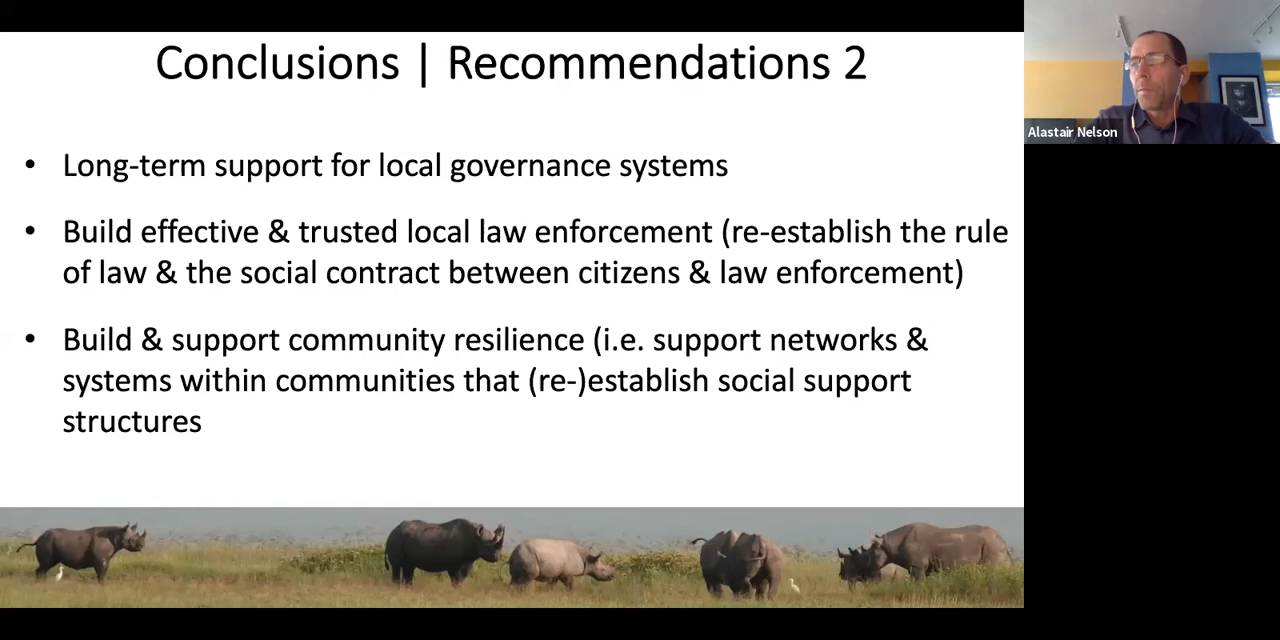 Conclusions | Recommendations 2
Alastair Nelson
• Long-term support for local governance systems
• Build effective & trusted local law enforcement (re-establish the rule
of law & the social contract between citizens & law enforcement)
• Build & support community resilience (i.e. support networks &
systems within communities that (re-)establish social support
structures